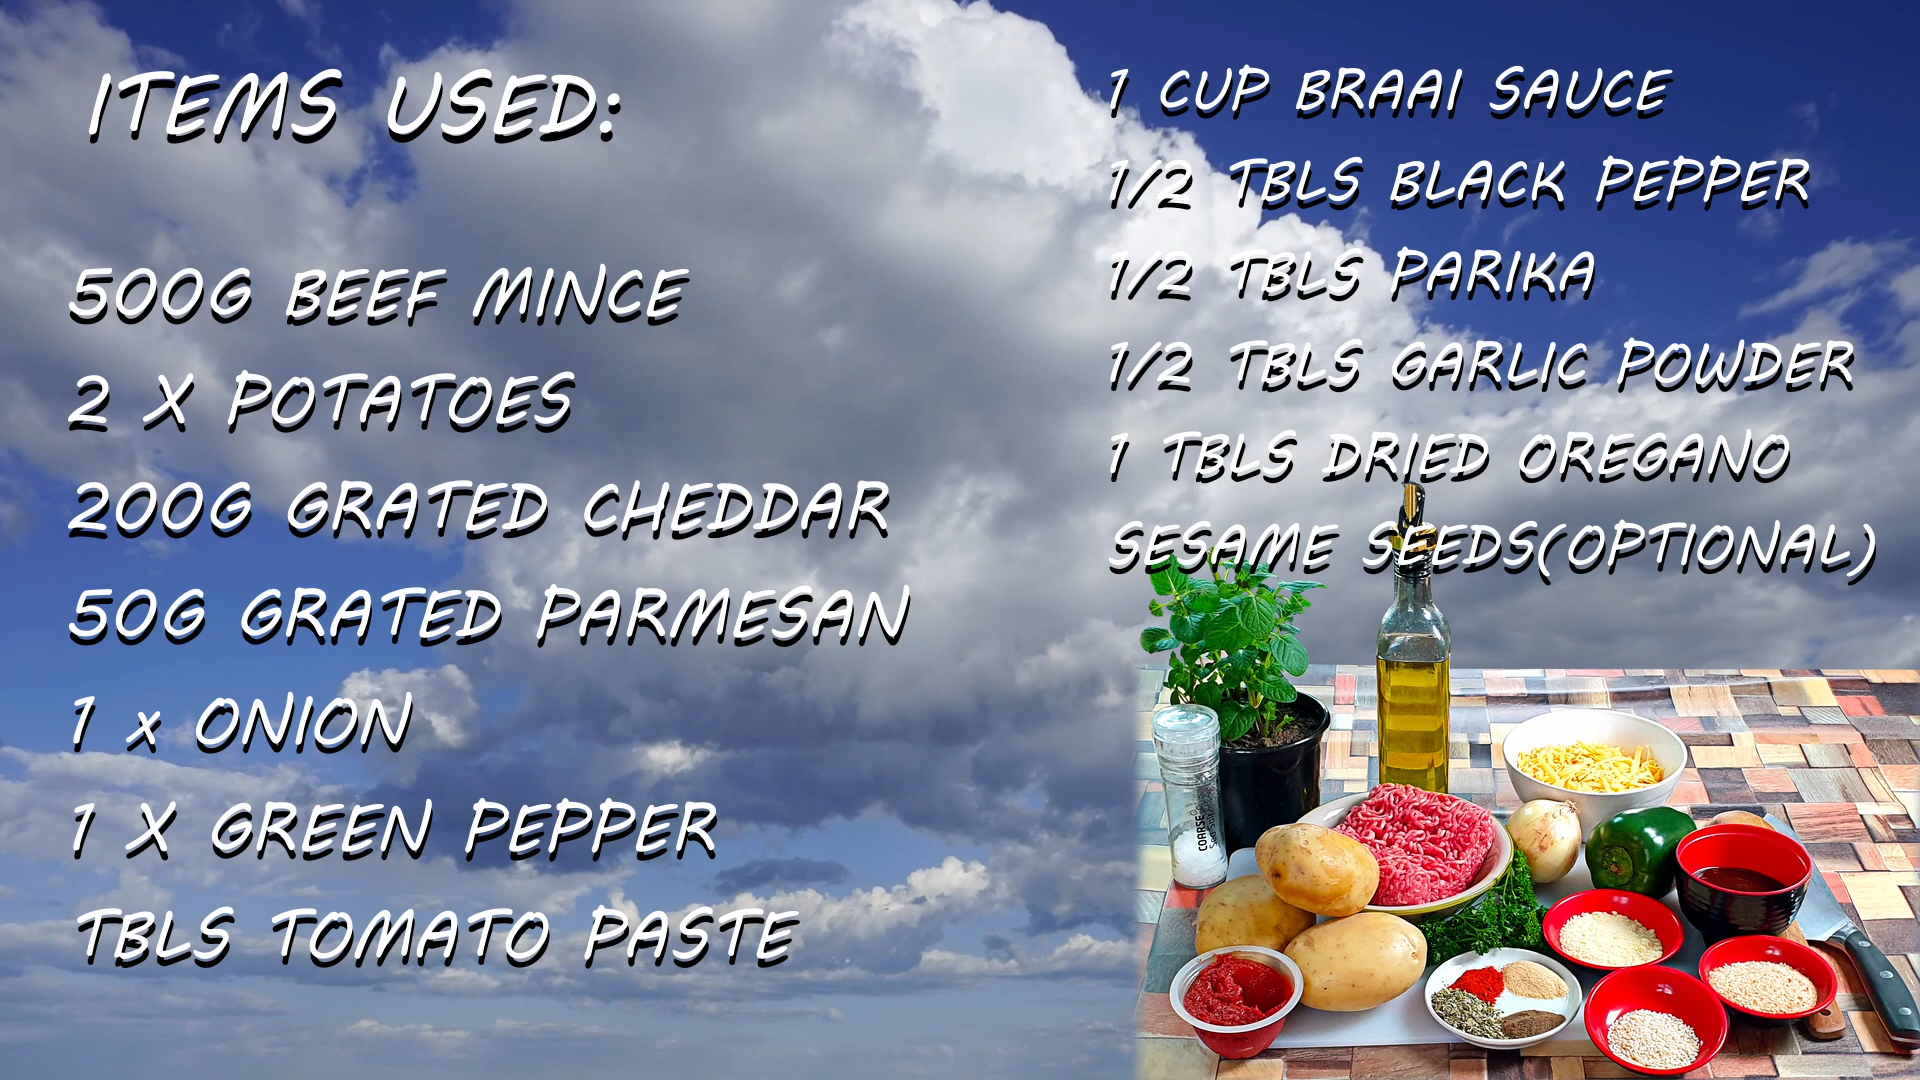 ITEMS USED:
500G BEEF MINCE
2 X POTATOES
200G GRATED CHEDDAR
50G GRATED PARMESAN
1 x ONION
1 X GREEN PEPPER
TBLS TOMATO PASTE
1 CUP BRAAI SAUCE
1/2 TBLS BLACK PEPPER
1/2 TBLS PARIKA
1/2 TBLS GARLIC POWDER
1 TBLS DRIED OREGANO
SESAME SEEDS(OPTIONAL)
COARSE
Sea Salt